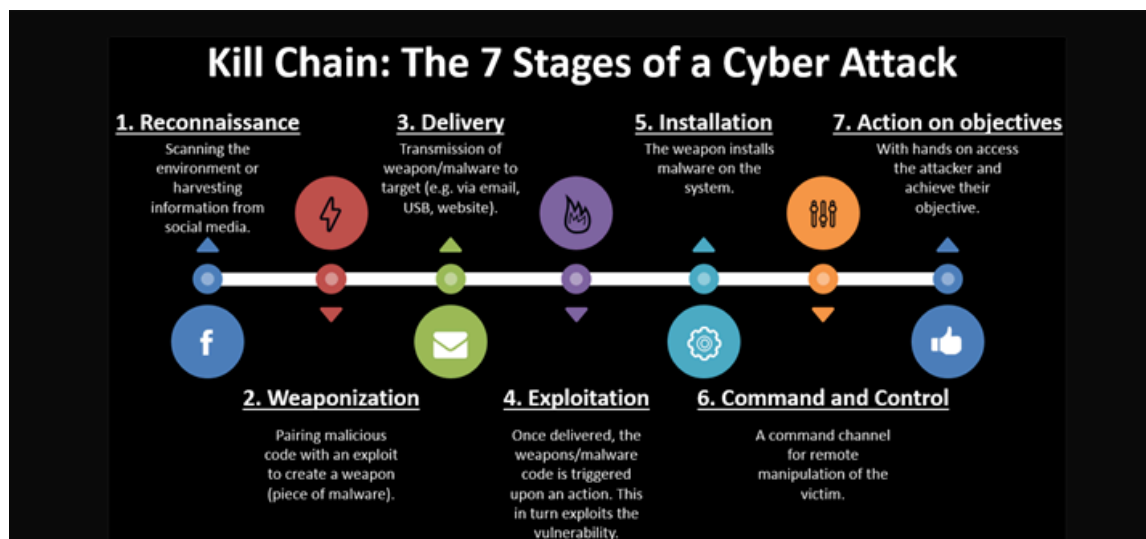 Kill Chain: The 7 Stages of a Cyber Attack
1. Reconnaissance
Scanning the
environment or
harvesting
information from
social media.
2. Weaponization
Pairing malicious
code with an exploit
to create a weapon
(piece of malware).
3. Delivery
Transmission of
weapon/malware to
target (e.g. via email,
USB, website).
4. Exploitation
Once delivered, the
weapons/malware
code is triggered
upon an action. This
in turn exploits the
vulnerability.
5. Installation
The weapon installs
malware on the
system.
6. Command and Control
A command channel
for remote
manipulation of the
victim.
7. Action on objectives
With hands on access
the attacker and
achieve their
objective.
f